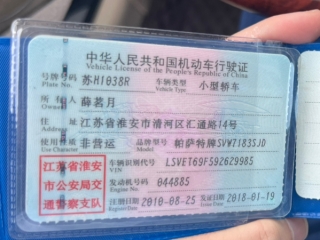 中华人民共和国机动车行驶证
Vehicle License of the People's Republic of China
号牌号码 苏H1038R 车辆类型 小型轿车
Plate No. Vehicle Type
所有人 薛茗月
Owner
住址 江苏省淮安市清河区汇通路14号
Address
使用性质 非营运 品牌型号 帕萨特牌SVW7183SJD
Use Character Model
江苏省淮安市公安局交通警察支队
车辆识别代号 LSVET69F592629985
VIN
发动机号码 044885
Engine No.
注册日期 2010-08-25 发证日期 2018-01-19
Register Date Issue Date